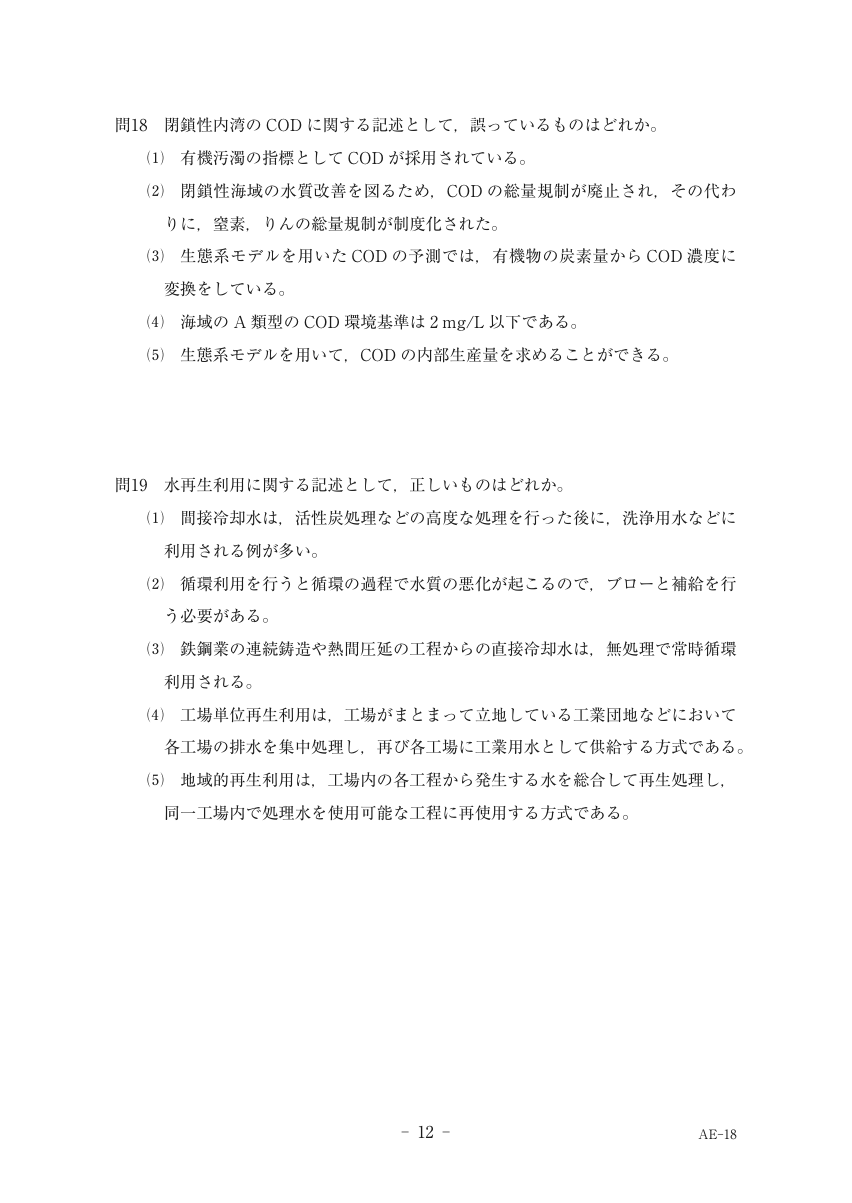 問18　閉鎖性内湾の COD に関する記述として，誤っているものはどれか。
⑴　有機汚濁の指標として COD が採用されている。
⑵　閉鎖性海域の水質改善を図るため，COD の総量規制が廃止され，その代わ
りに，窒素，りんの総量規制が制度化された。
⑶　生態系モデルを用いた COD の予測では，有機物の炭素量から COD 濃度に
変換をしている。
⑷　海域の A 類型の COD 環境基準は 2 mg/L 以下である。
⑸　生態系モデルを用いて，COD の内部生産量を求めることができる。
問19　水再生利用に関する記述として，正しいものはどれか。
⑴　間接冷却水は，活性炭処理などの高度な処理を行った後に，洗浄用水などに
利用される例が多い。
⑵　循環利用を行うと循環の過程で水質の悪化が起こるので，ブローと補給を行
う必要がある。
⑶　鉄鋼業の連続鋳造や熱間圧延の工程からの直接冷却水は，無処理で常時循環
利用される。
⑷　工場単位再生利用は，工場がまとまって立地している工業団地などにおいて
各工場の排水を集中処理し，再び各工場に工業用水として供給する方式である。
⑸　地域的再生利用は，工場内の各工程から発生する水を総合して再生処理し，
同一工場内で処理水を使用可能な工程に再使用する方式である。
－ 12 －
AE−18